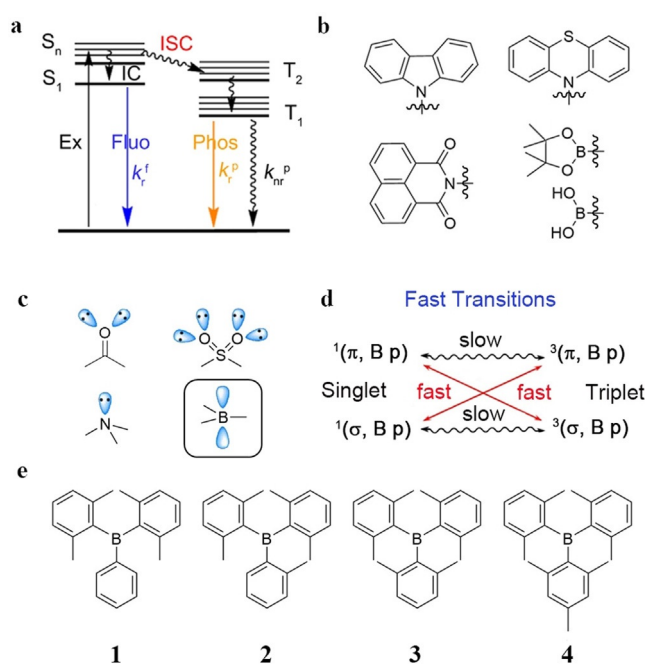 a
ISC
Sn
IC
S1
T2
T1
Ex
Fluo
Phos
krf
krp
knrp
b
S
N
N
O
O
N
O
O
B
HO
B
HO
c
O
O O
S
N
B
d
Fast Transitions
slow
1(π, B p)
3(π, B p)
Singlet
fast
fast
Triplet
slow
1(σ, B p)
3(σ, B p)
e
B
B
B
B
1
2
3
4